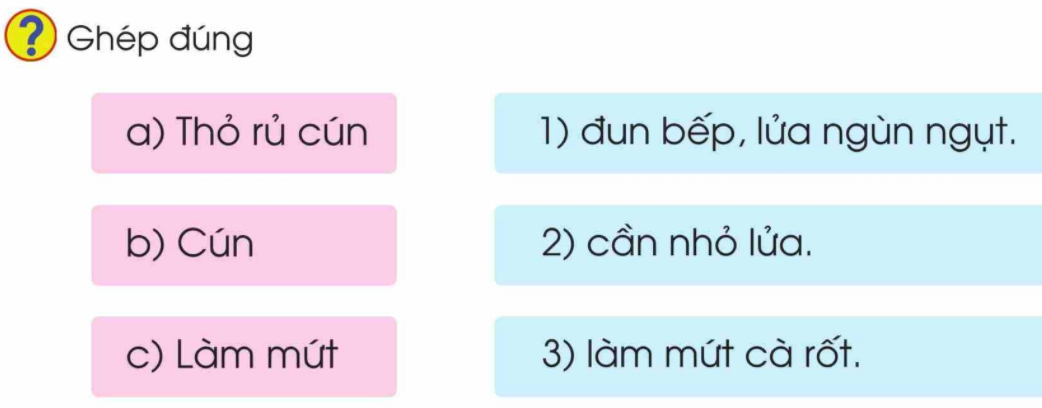 ? Ghép đúng
a) Thỏ rủ cún
1) đun bếp, lửa ngùn ngụt.
b) Cún
2) cần nhỏ lửa.
c) Làm mứt
3) làm mứt cà rốt.